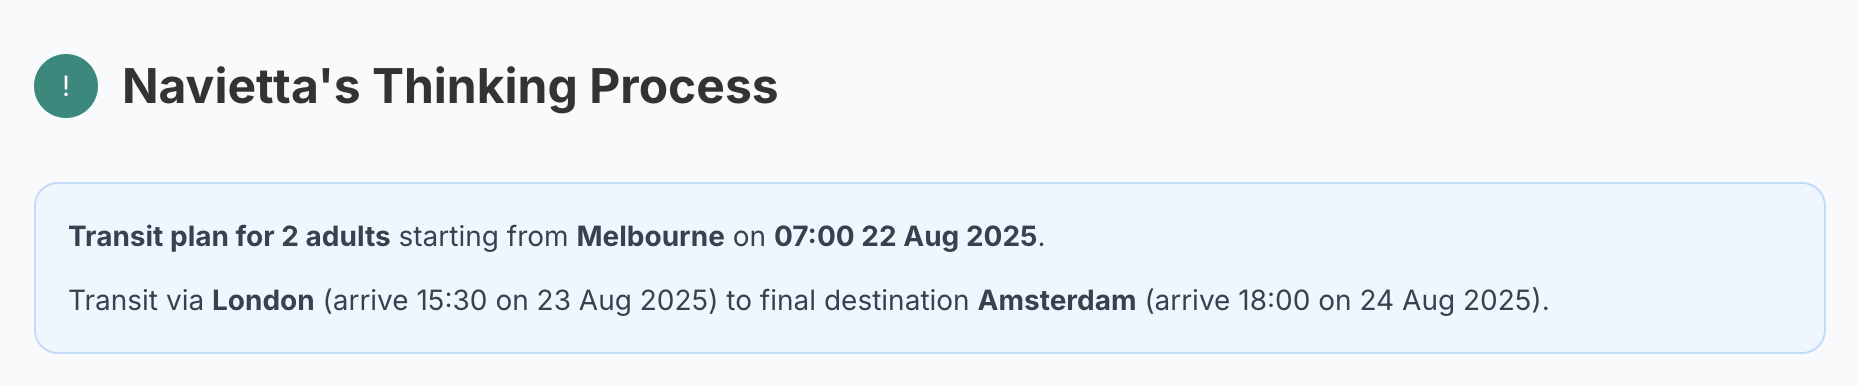 !
Navietta's Thinking Process
Transit plan for 2 adults starting from Melbourne on 07:00 22 Aug 2025.
Transit via London (arrive 15:30 on 23 Aug 2025) to final destination Amsterdam (arrive 18:00 on 24 Aug 2025).